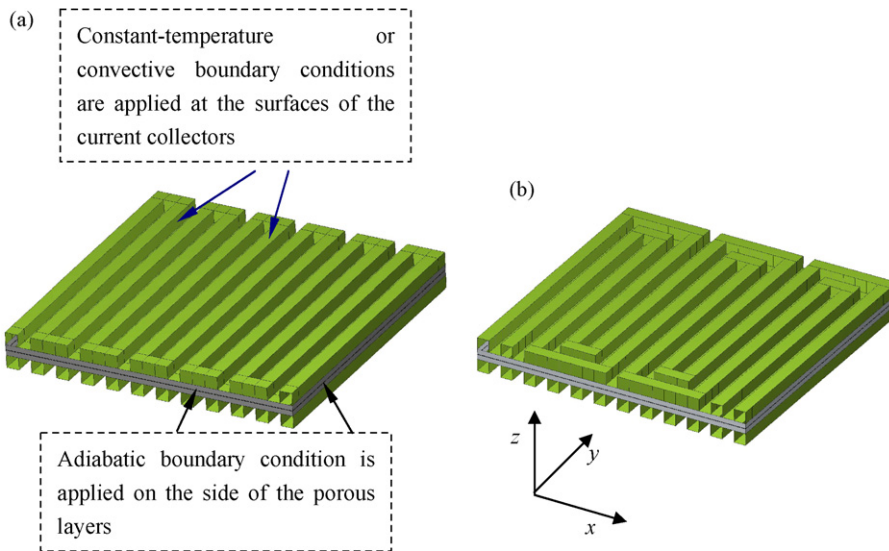 (a)
Constant-temperature or
convective boundary conditions
are applied at the surfaces of the
current collectors
(b)
Adiabatic boundary condition is
applied on the side of the porous
layers
z
y
x